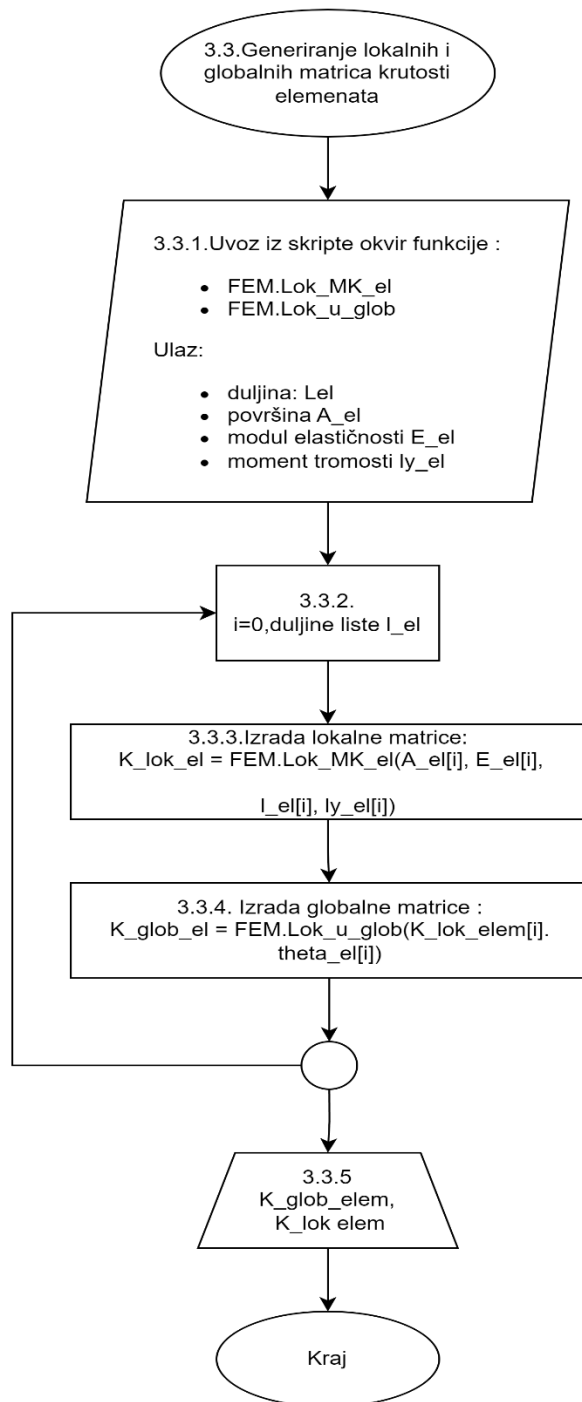 3.3.Generiranje lokalnih i
globalnih matrica krutosti
elemenata
3.3.1.Uvoz iz skripte okvir funkcije :
• FEM.Lok_MK_el
• FEM.Lok_u_glob
Ulaz:
• duljina: Lel
• površina A_el
• modul elastičnosti E_el
• moment tromosti Iy_el
3.3.2.
i=0,duljine liste l_el
3.3.3.Izrada lokalne matrice:
K_lok_el = FEM.Lok_MK_el(A_el[i], E_el[i],
l_el[i], Iy_el[i])
3.3.4. Izrada globalne matrice :
K_glob_el = FEM.Lok_u_glob(K_lok_elem[i].
theta_el[i])
3.3.5
K_glob_elem,
K_lok elem
Kraj